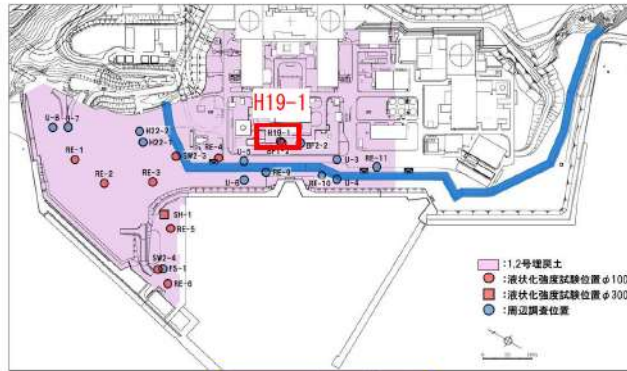 H19-1
U-8
H22-2
H22-7
H19-1
BF2-2
U-5
SW2-3
RE-4
U-3
RE-11
RE-1
RE-2
RE-3
U-6
RE-9
RE-10
U-4
SH-1
RE-5
SW2-4
RE-6
:1,2号埋戻土
:液状化強度試験位置φ100
:液状化強度試験位置φ300
:周辺調査位置